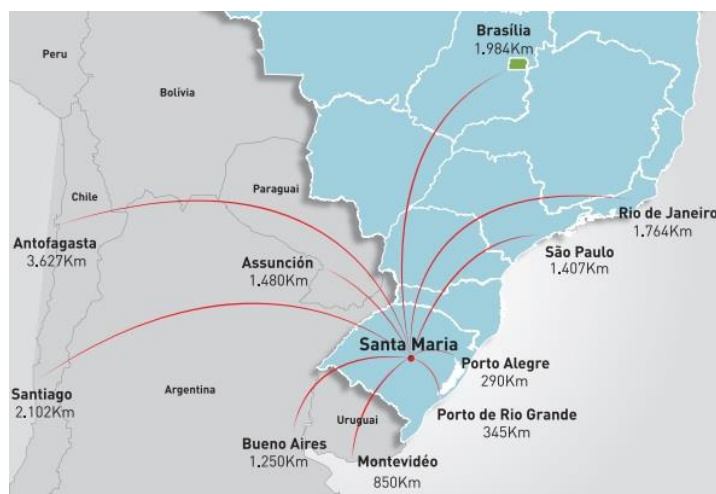 Brasília
1.984Km
Peru
Bolívia
Paraguai
Chile
Rio de Janeiro
1.764Km
Antofagasta
3.627Km
São Paulo
1.407Km
Assunción
1.480Km
Santa Maria
Porto Alegre
290Km
Santiago
2.102Km
Argentina
Porto de Rio Grande
345Km
Uruguai
Bueno Aires
1.250Km
Montevidéo
850Km